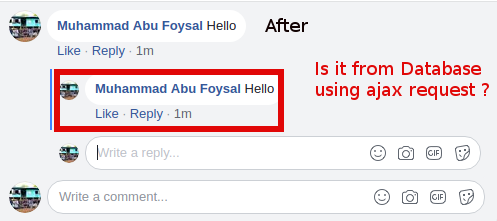 Muhammad Abu Foysal Hello
After
Like · Reply · 1m
Is it from Database
using ajax request ?
Muhammad Abu Foysal Hello
Like · Reply · 1m
Write a reply...
GIF
Write a comment...
GIF